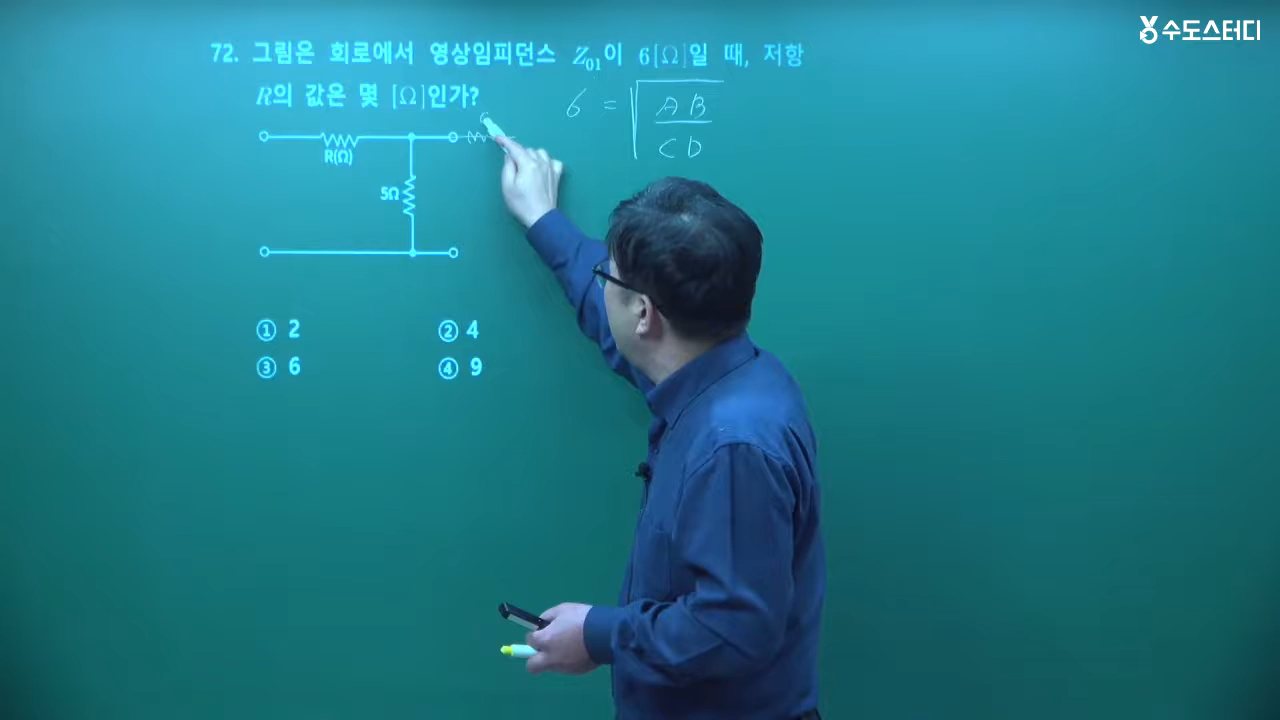 수도스터디
72. 그림은 회로에서 영상임피던스 Z01이 6[Ω]일 때, 저항
R의 값은 몇 [Ω]인가?
6 = √(AB/CD)
R(Ω)
5Ω
① 2 ② 4
③ 6 ④ 9